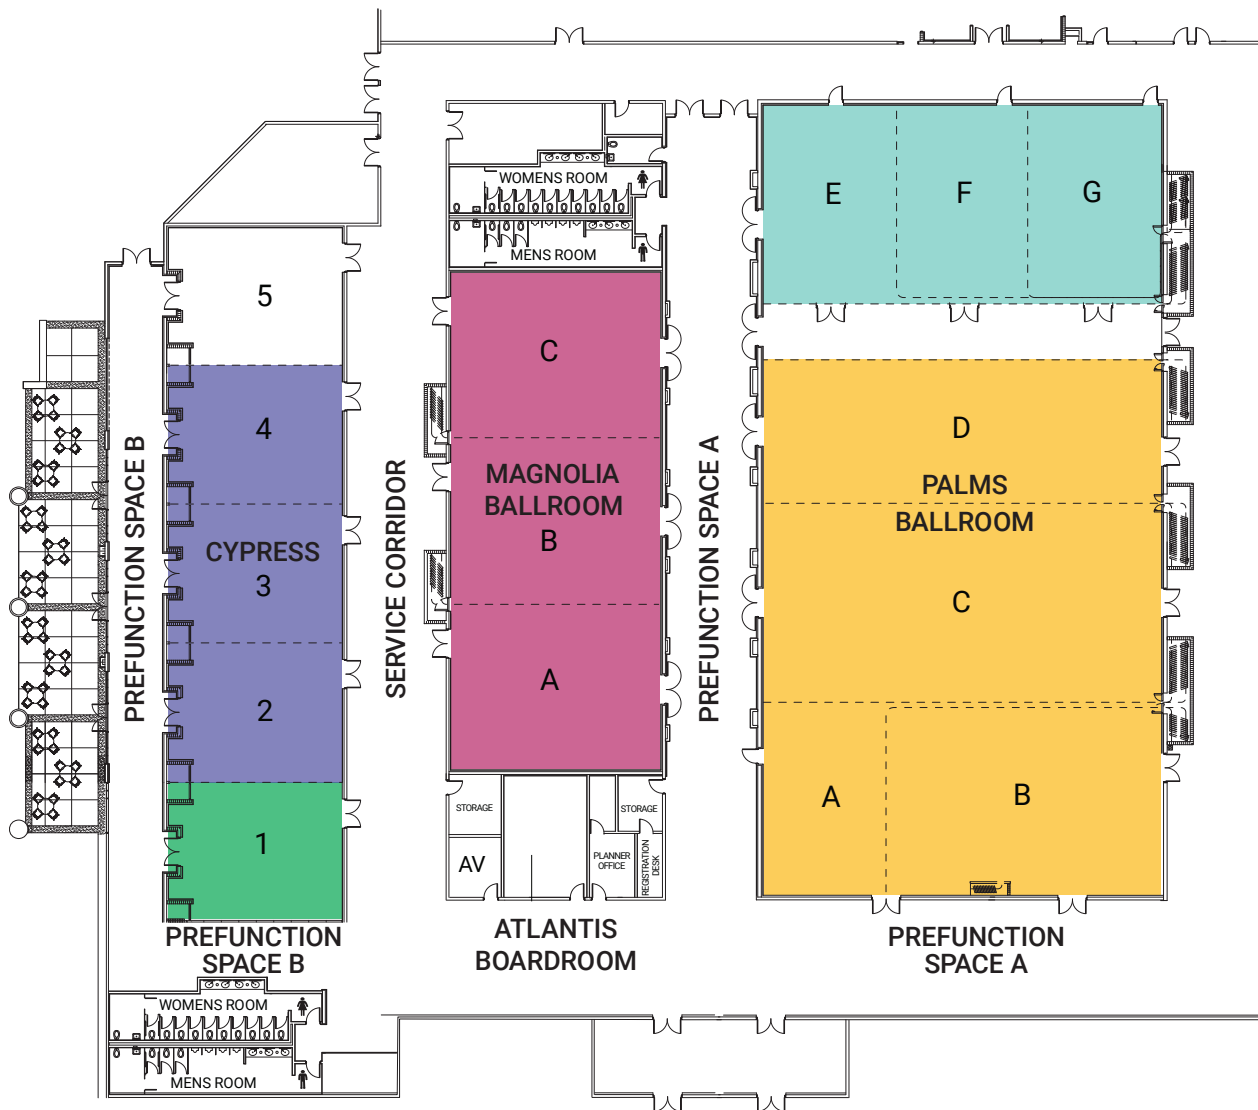 WOMENS ROOM
MENS ROOM
E
F
G
5
C
4
D
PREFUNCTION SPACE B
SERVICE CORRIDOR
MAGNOLIA
BALLROOM
B
PREFUNCTION SPACE A
PALMS
BALLROOM
CYPRESS
3
C
A
2
A
B
STORAGE
STORAGE
1
AV
PLANNER
OFFICE
REGISTRATION
DESK
PREFUNCTION
SPACE B
ATLANTIS
BOARDROOM
PREFUNCTION
SPACE A
WOMENS ROOM
MENS ROOM